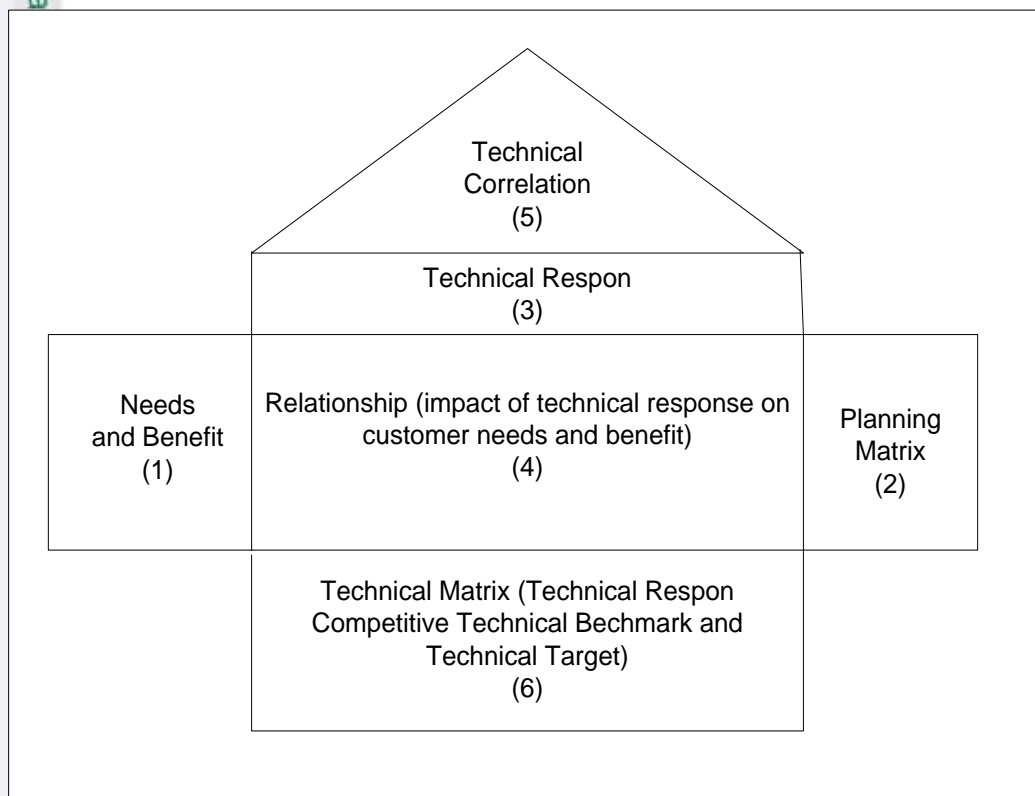 Technical
Correlation
(5)
Technical Respon
(3)
Needs
and Benefit
(1)
Relationship (impact of technical response on
customer needs and benefit)
(4)
Planning
Matrix
(2)
Technical Matrix (Technical Respon
Competitive Technical Bechmark and
Technical Target)
(6)